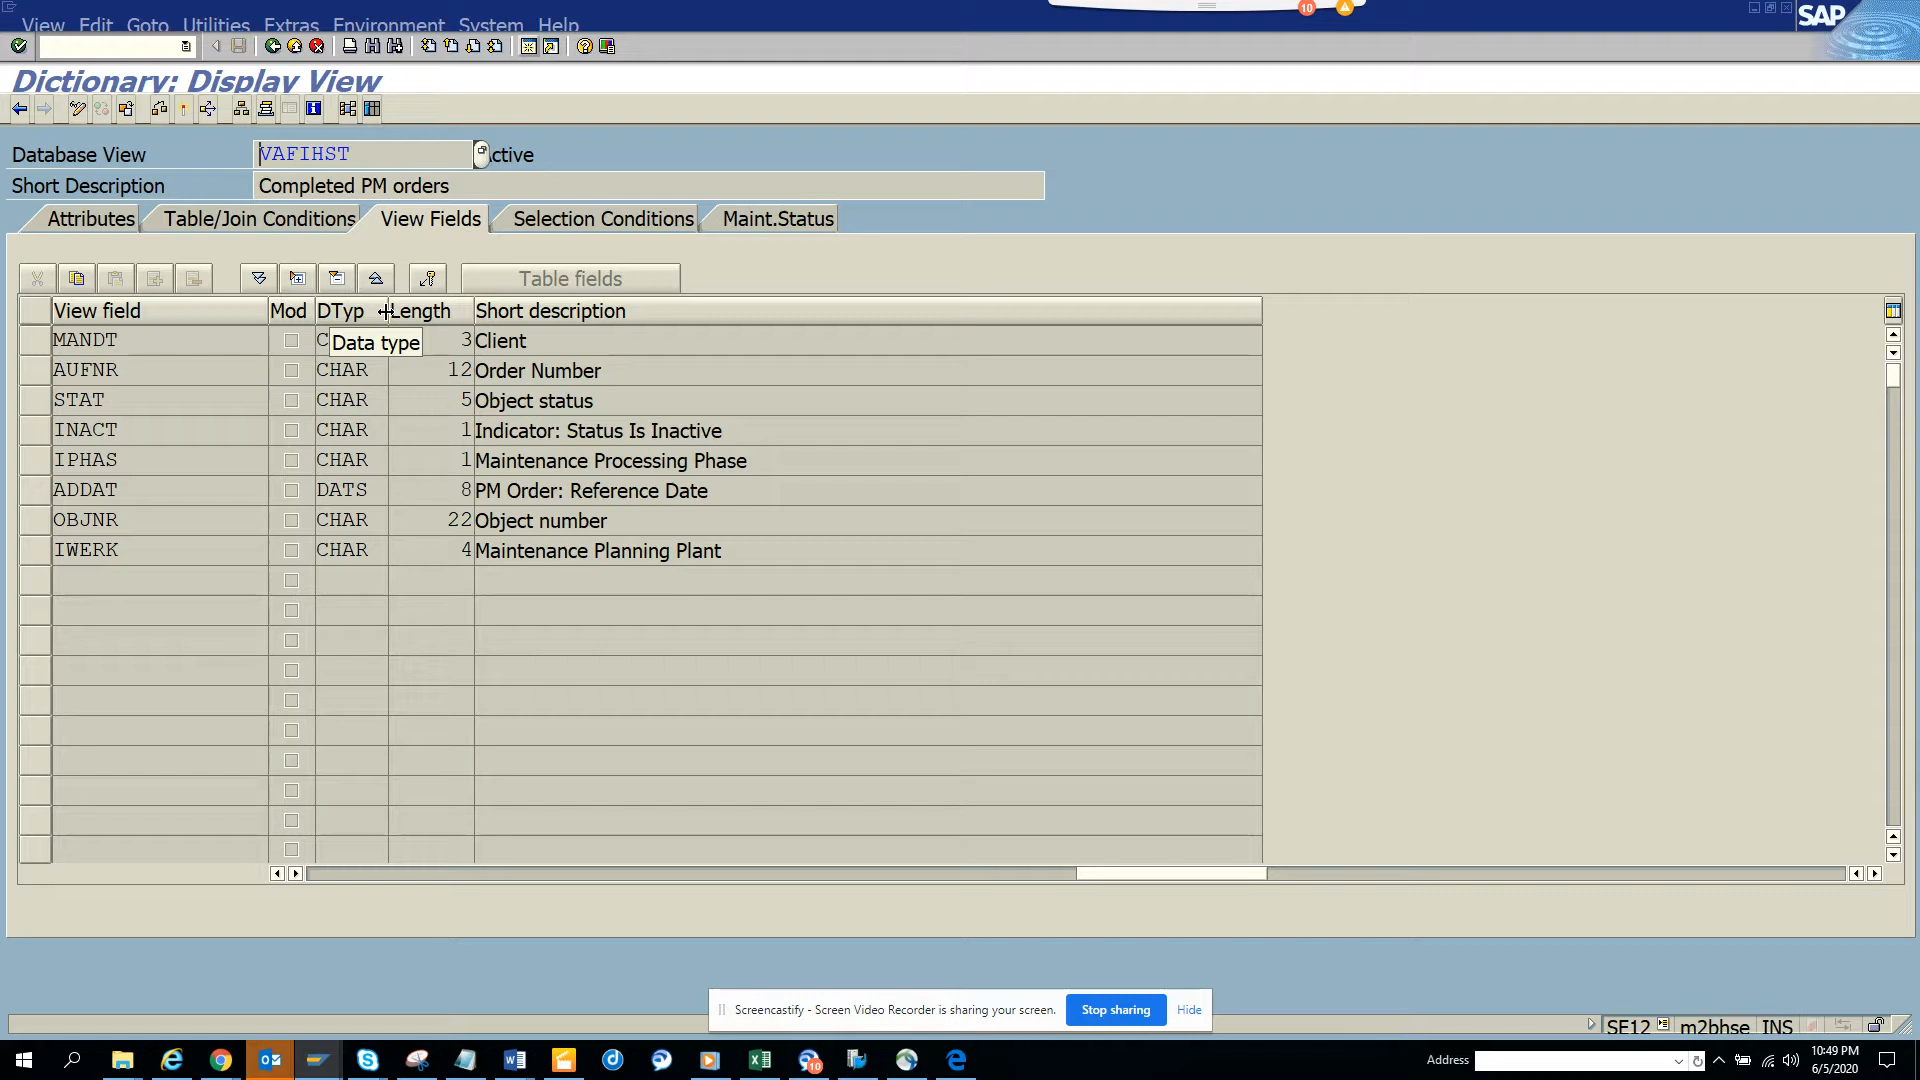 View Edit Goto Utilities Extras Environment System Help
SAP
10
Dictionary: Display View
Database View VAFIHST Active
Short Description Completed PM orders
Attributes Table/Join Conditions View Fields Selection Conditions Maint.Status
Table fields
View field Mod DTyp Length Short description
MANDT C 3 Client
Data type
AUFNR CHAR 12 Order Number
STAT CHAR 5 Object status
INACT CHAR 1 Indicator: Status Is Inactive
IPHAS CHAR 1 Maintenance Processing Phase
ADDAT DATS 8 PM Order: Reference Date
OBJNR CHAR 22 Object number
IWERK CHAR 4 Maintenance Planning Plant
Screencastify - Screen Video Recorder is sharing your screen. Stop sharing Hide
SE12 m2bhse INS
10
Address
10:49 PM
6/5/2020